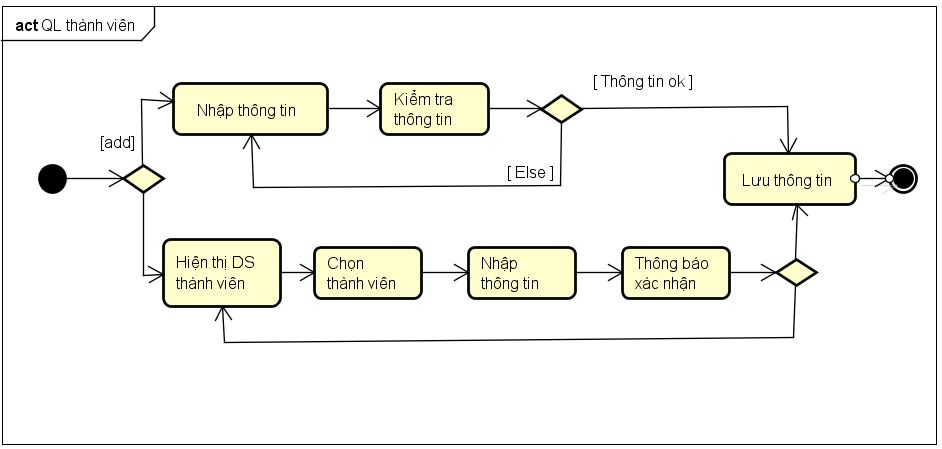 act QL thành viên
[ Thông tin ok ]
Nhập thông tin
Kiểm tra
thông tin
[add]
[ Else ]
Lưu thông tin
Hiện thị DS
thành viên
Chọn
thành viên
Nhập
thông tin
Thông báo
xác nhận